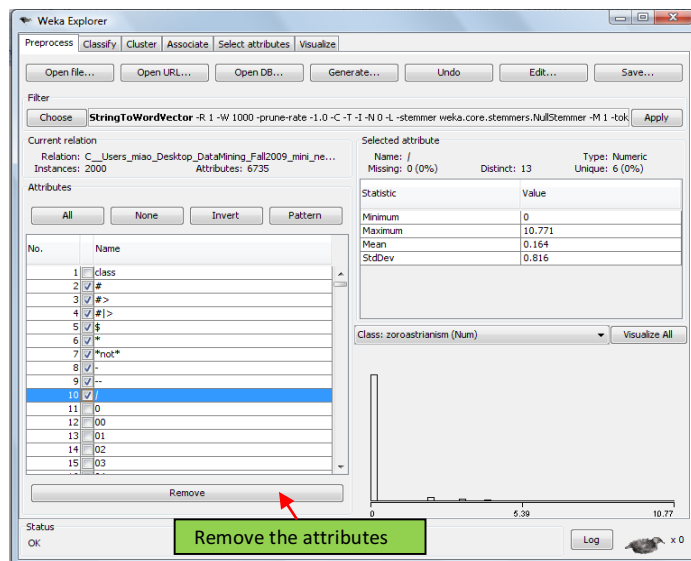 Weka Explorer
Preprocess Classify Cluster Associate Select attributes Visualize
Open file... Open URL... Open DB... Generate... Undo Edit... Save...
Filter
Choose StringToWordVector -R 1 -W 1000 -prune-rate -1.0 -C -T -I -N 0 -L -stemmer weka.core.stemmers.NullStemmer -M 1 -tok Apply
Current relation
Relation: C__Users_miao_Desktop_DataMining_Fall2009_mini_ne...
Instances: 2000 Attributes: 6735
Attributes
All None Invert Pattern
No. Name
1 class
2 #
3 #>
4 #|>
5 $
6 *
7 *not*
8 -
9 --
10 /
11 0
12 00
13 01
14 02
15 03
Remove
Selected attribute
Name: / Type: Numeric
Missing: 0 (0%) Distinct: 13 Unique: 6 (0%)
Statistic Value
Minimum 0
Maximum 10.771
Mean 0.164
StdDev 0.816
Class: zoroastrianism (Num) Visualize All
0 5.39 10.77
Remove the attributes
Status
OK
Log x 0